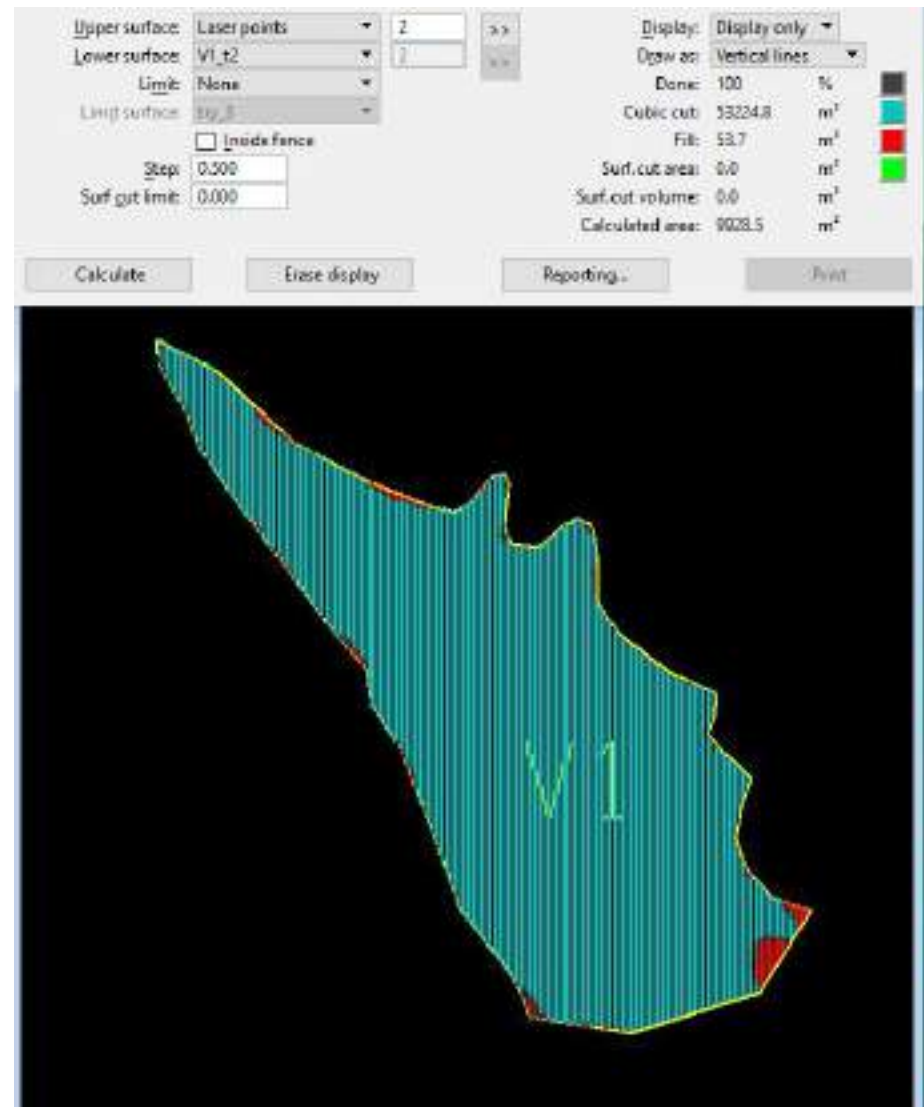 Upper surface: Laser points 2 >>
Lower surface: V1_t2 2 >>
Limit: None
Limit surface:
Inside fence
Step: 0.500
Surf cut limit: 0.000
Display: Display only
Draw as: Vertical lines
Done: 100 %
Cubic cut: 53224.8 m³
Fill: 53.7 m³
Surf. cut area: 0.0 m²
Surf. cut volume: 0.0 m³
Calculated area: 9928.5 m²
Calculate Erase display Reporting... Print
V1